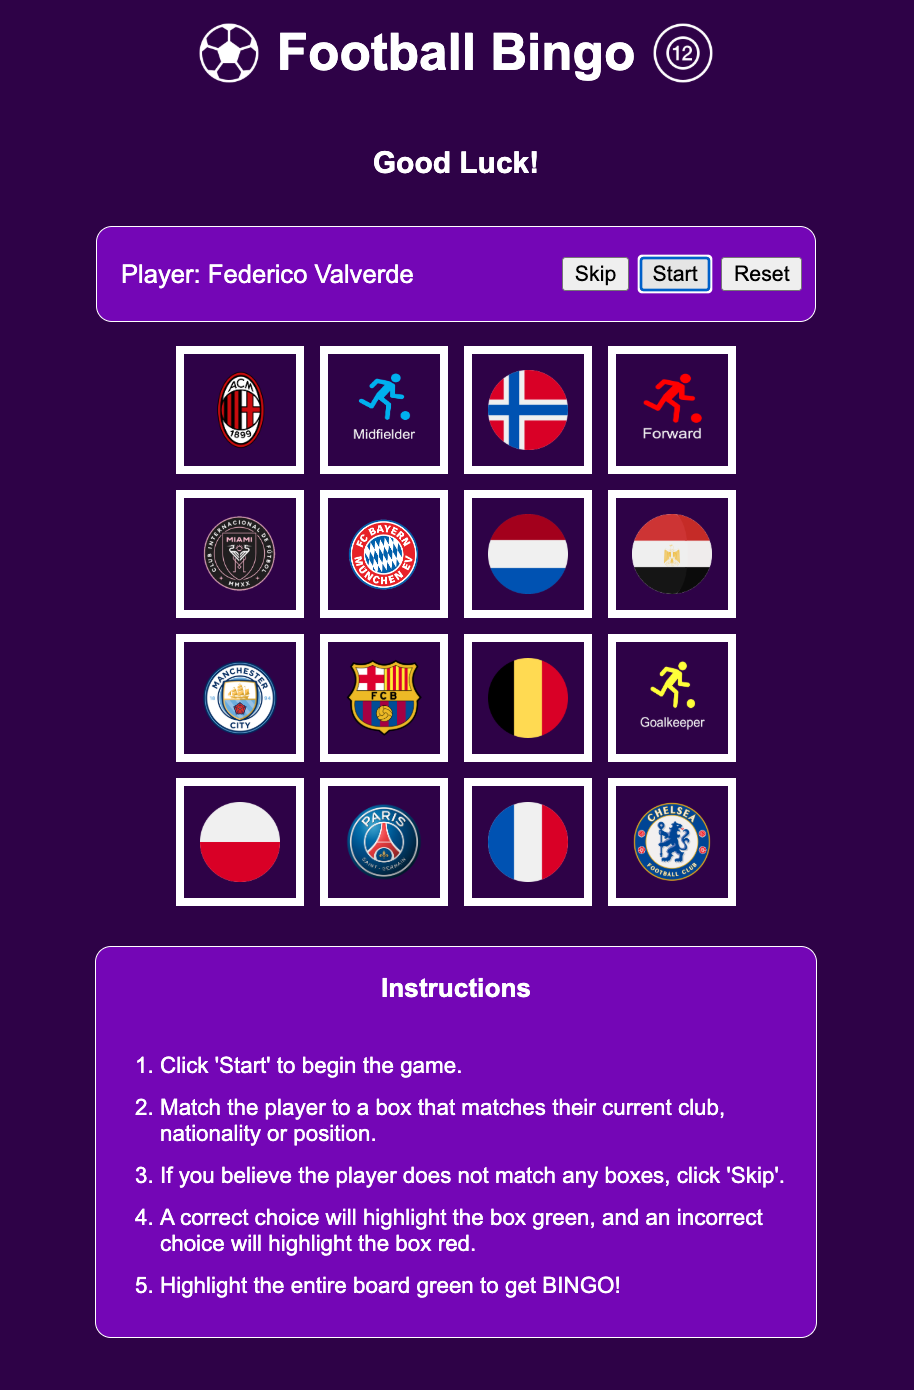 Football Bingo 12
Good Luck!
Player: Federico Valverde Skip Start Reset
ACM
1899
Midfielder
Forward
CLUB INTERNACIONAL DE FÚTBOL
MIAMI
MMXX
FC BAYERN
MÜNCHEN EV
MANCHESTER
CITY
FCB
Goalkeeper
PARIS
SAINT-GERMAIN
CHELSEA
FOOTBALL CLUB
Instructions
1. Click 'Start' to begin the game.
2. Match the player to a box that matches their current club,
nationality or position.
3. If you believe the player does not match any boxes, click 'Skip'.
4. A correct choice will highlight the box green, and an incorrect
choice will highlight the box red.
5. Highlight the entire board green to get BINGO!